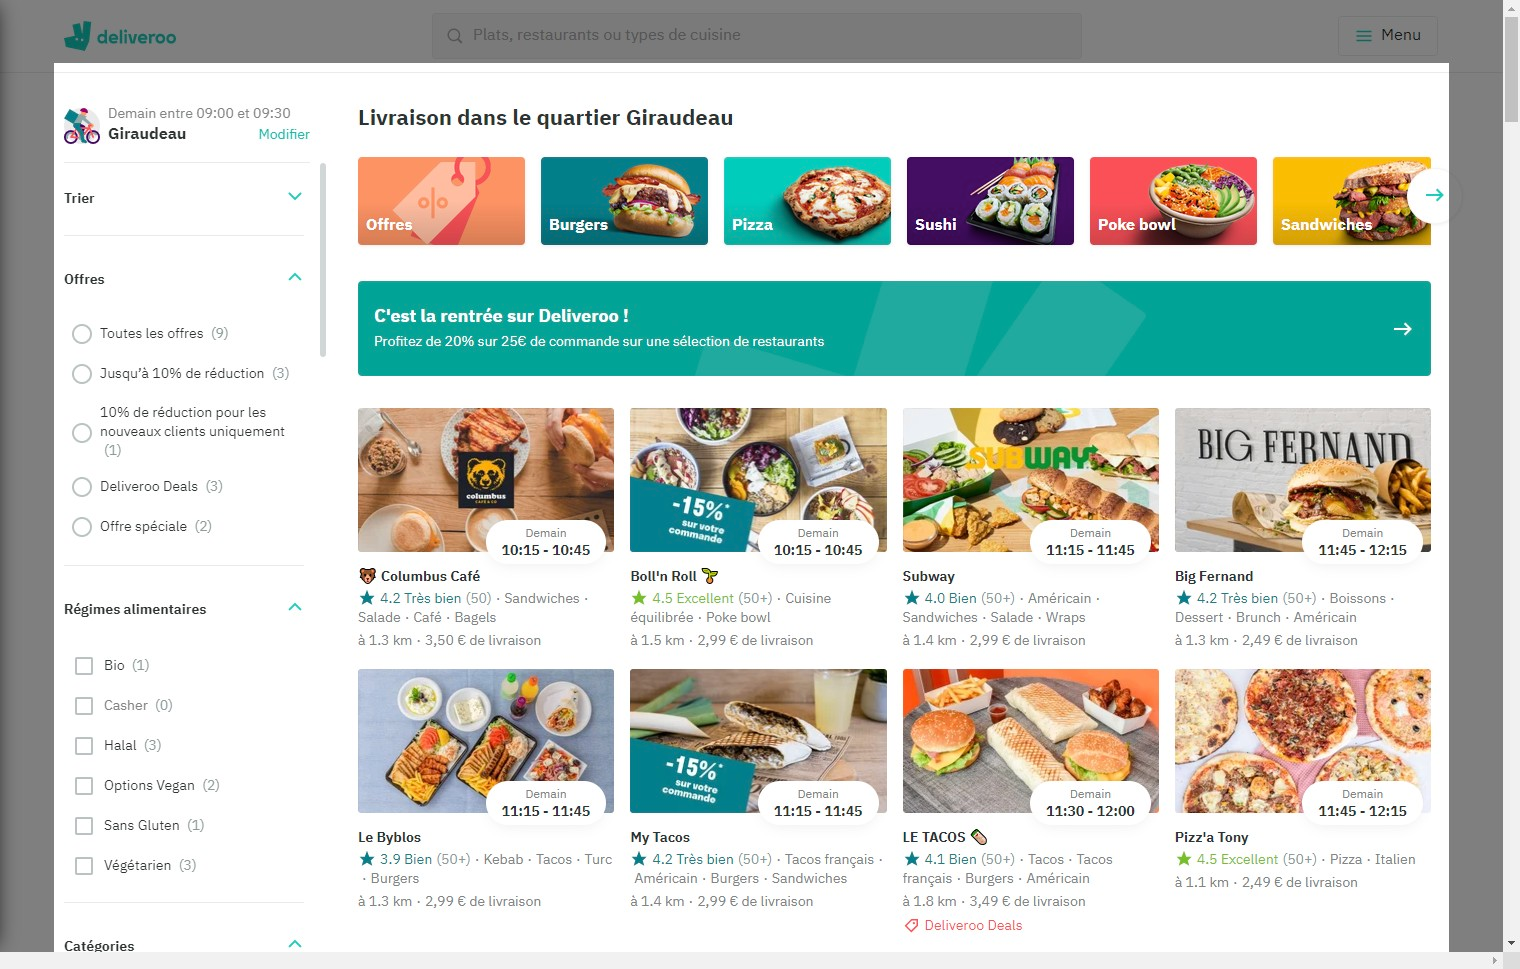 deliveroo
Plats, restaurants ou types de cuisine
Menu
Demain entre 09:00 et 09:30
Giraudeau
Modifier
Trier
Offres
Toutes les offres (9)
Jusqu'à 10% de réduction (3)
10% de réduction pour les
nouveaux clients uniquement
(1)
Deliveroo Deals (3)
Offre spéciale (2)
Régimes alimentaires
Bio (1)
Casher (0)
Halal (3)
Options Vegan (2)
Sans Gluten (1)
Végétarien (3)
Catégories
Livraison dans le quartier Giraudeau
Offres
Burgers
Pizza
Sushi
Poke bowl
Sandwiches
C'est la rentrée sur Deliveroo !
Profitez de 20% sur 25€ de commande sur une sélection de restaurants
columbus
CAFÉ & CO
Demain
10:15 - 10:45
Columbus Café
4.2 Très bien (50) · Sandwiches ·
Salade · Café · Bagels
à 1.3 km · 3,50 € de livraison
-15%*
sur votre
commande
Demain
10:15 - 10:45
Boll'n Roll
4.5 Excellent (50+) · Cuisine
équilibrée · Poke bowl
à 1.5 km · 2,99 € de livraison
SUBWAY
Demain
11:15 - 11:45
Subway
4.0 Bien (50+) · Américain ·
Sandwiches · Salade · Wraps
à 1.4 km · 2,99 € de livraison
BIG FERNAND
Demain
11:45 - 12:15
Big Fernand
4.2 Très bien (50+) · Boissons ·
Dessert · Brunch · Américain
à 1.3 km · 2,49 € de livraison
Demain
11:15 - 11:45
Le Byblos
3.9 Bien (50+) · Kebab · Tacos · Turc
· Burgers
à 1.3 km · 2,99 € de livraison
-15%*
sur votre
commande
Demain
11:15 - 11:45
My Tacos
4.2 Très bien (50+) · Tacos français ·
Américain · Burgers · Sandwiches
à 1.4 km · 2,99 € de livraison
Demain
11:30 - 12:00
LE TACOS
4.1 Bien (50+) · Tacos · Tacos
français · Burgers · Américain
à 1.8 km · 3,49 € de livraison
Deliveroo Deals
Demain
11:45 - 12:15
Pizz'a Tony
4.5 Excellent (50+) · Pizza · Italien
à 1.1 km · 2,49 € de livraison